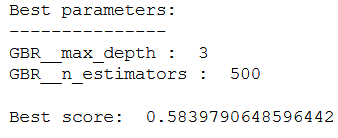 Best parameters:
---------------
GBR__max_depth :  3
GBR__n_estimators :  500
Best score:  0.5839790648596442